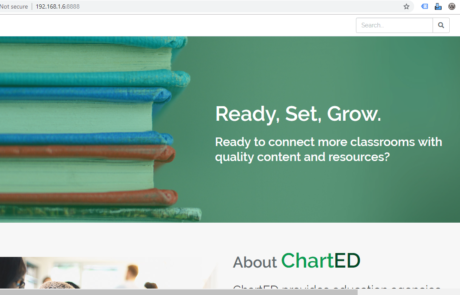 Not secure | 192.168.1.6:8888
Search
Ready, Set, Grow.
Ready to connect more classrooms with
quality content and resources?
About ChartED
ChartED provides education agencies